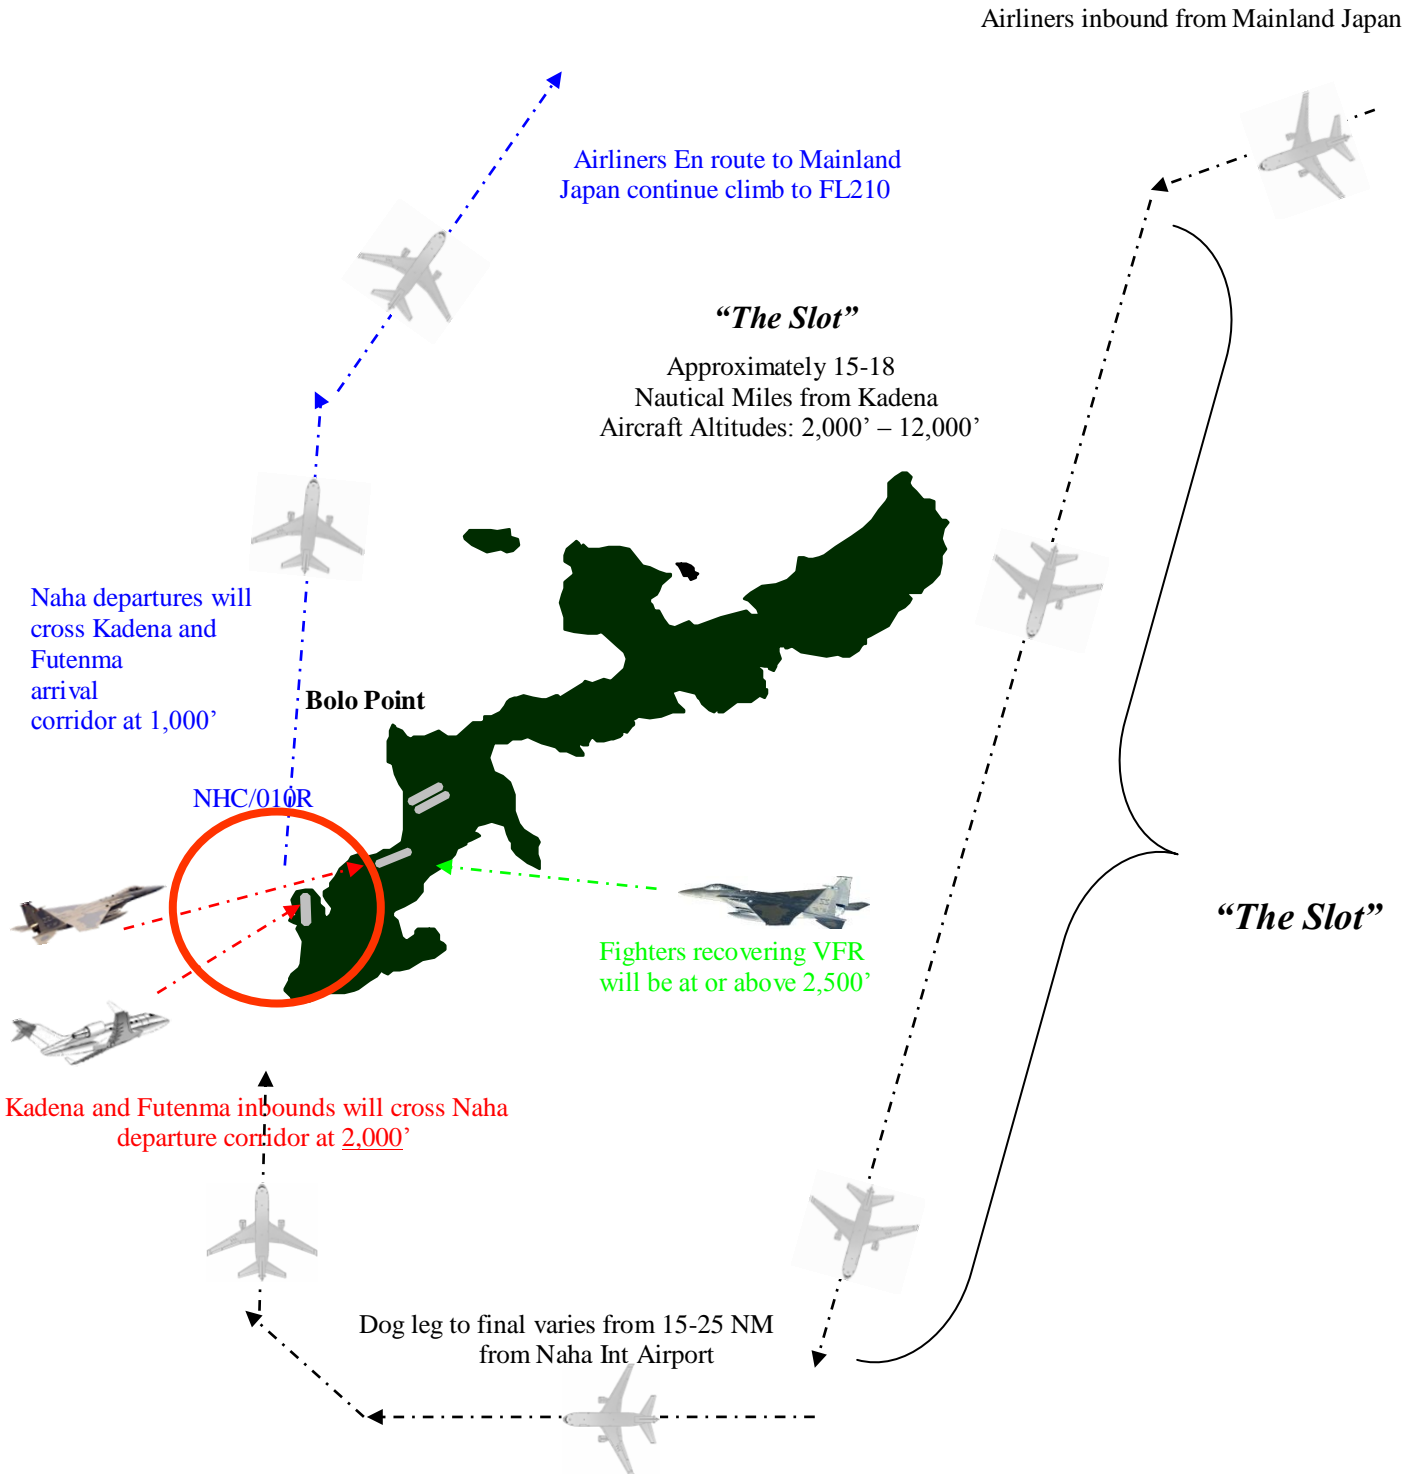 Airliners inbound from Mainland Japan
Airliners En route to Mainland
Japan continue climb to FL210
“The Slot”
Approximately 15-18
Nautical Miles from Kadena
Aircraft Altitudes: 2,000’ – 12,000’
Naha departures will
cross Kadena and
Futenma
arrival
corridor at 1,000’
Bolo Point
NHC/010R
“The Slot”
Fighters recovering VFR
will be at or above 2,500’
Kadena and Futenma inbounds will cross Naha
departure corridor at 2,000’
Dog leg to final varies from 15-25 NM
from Naha Int Airport